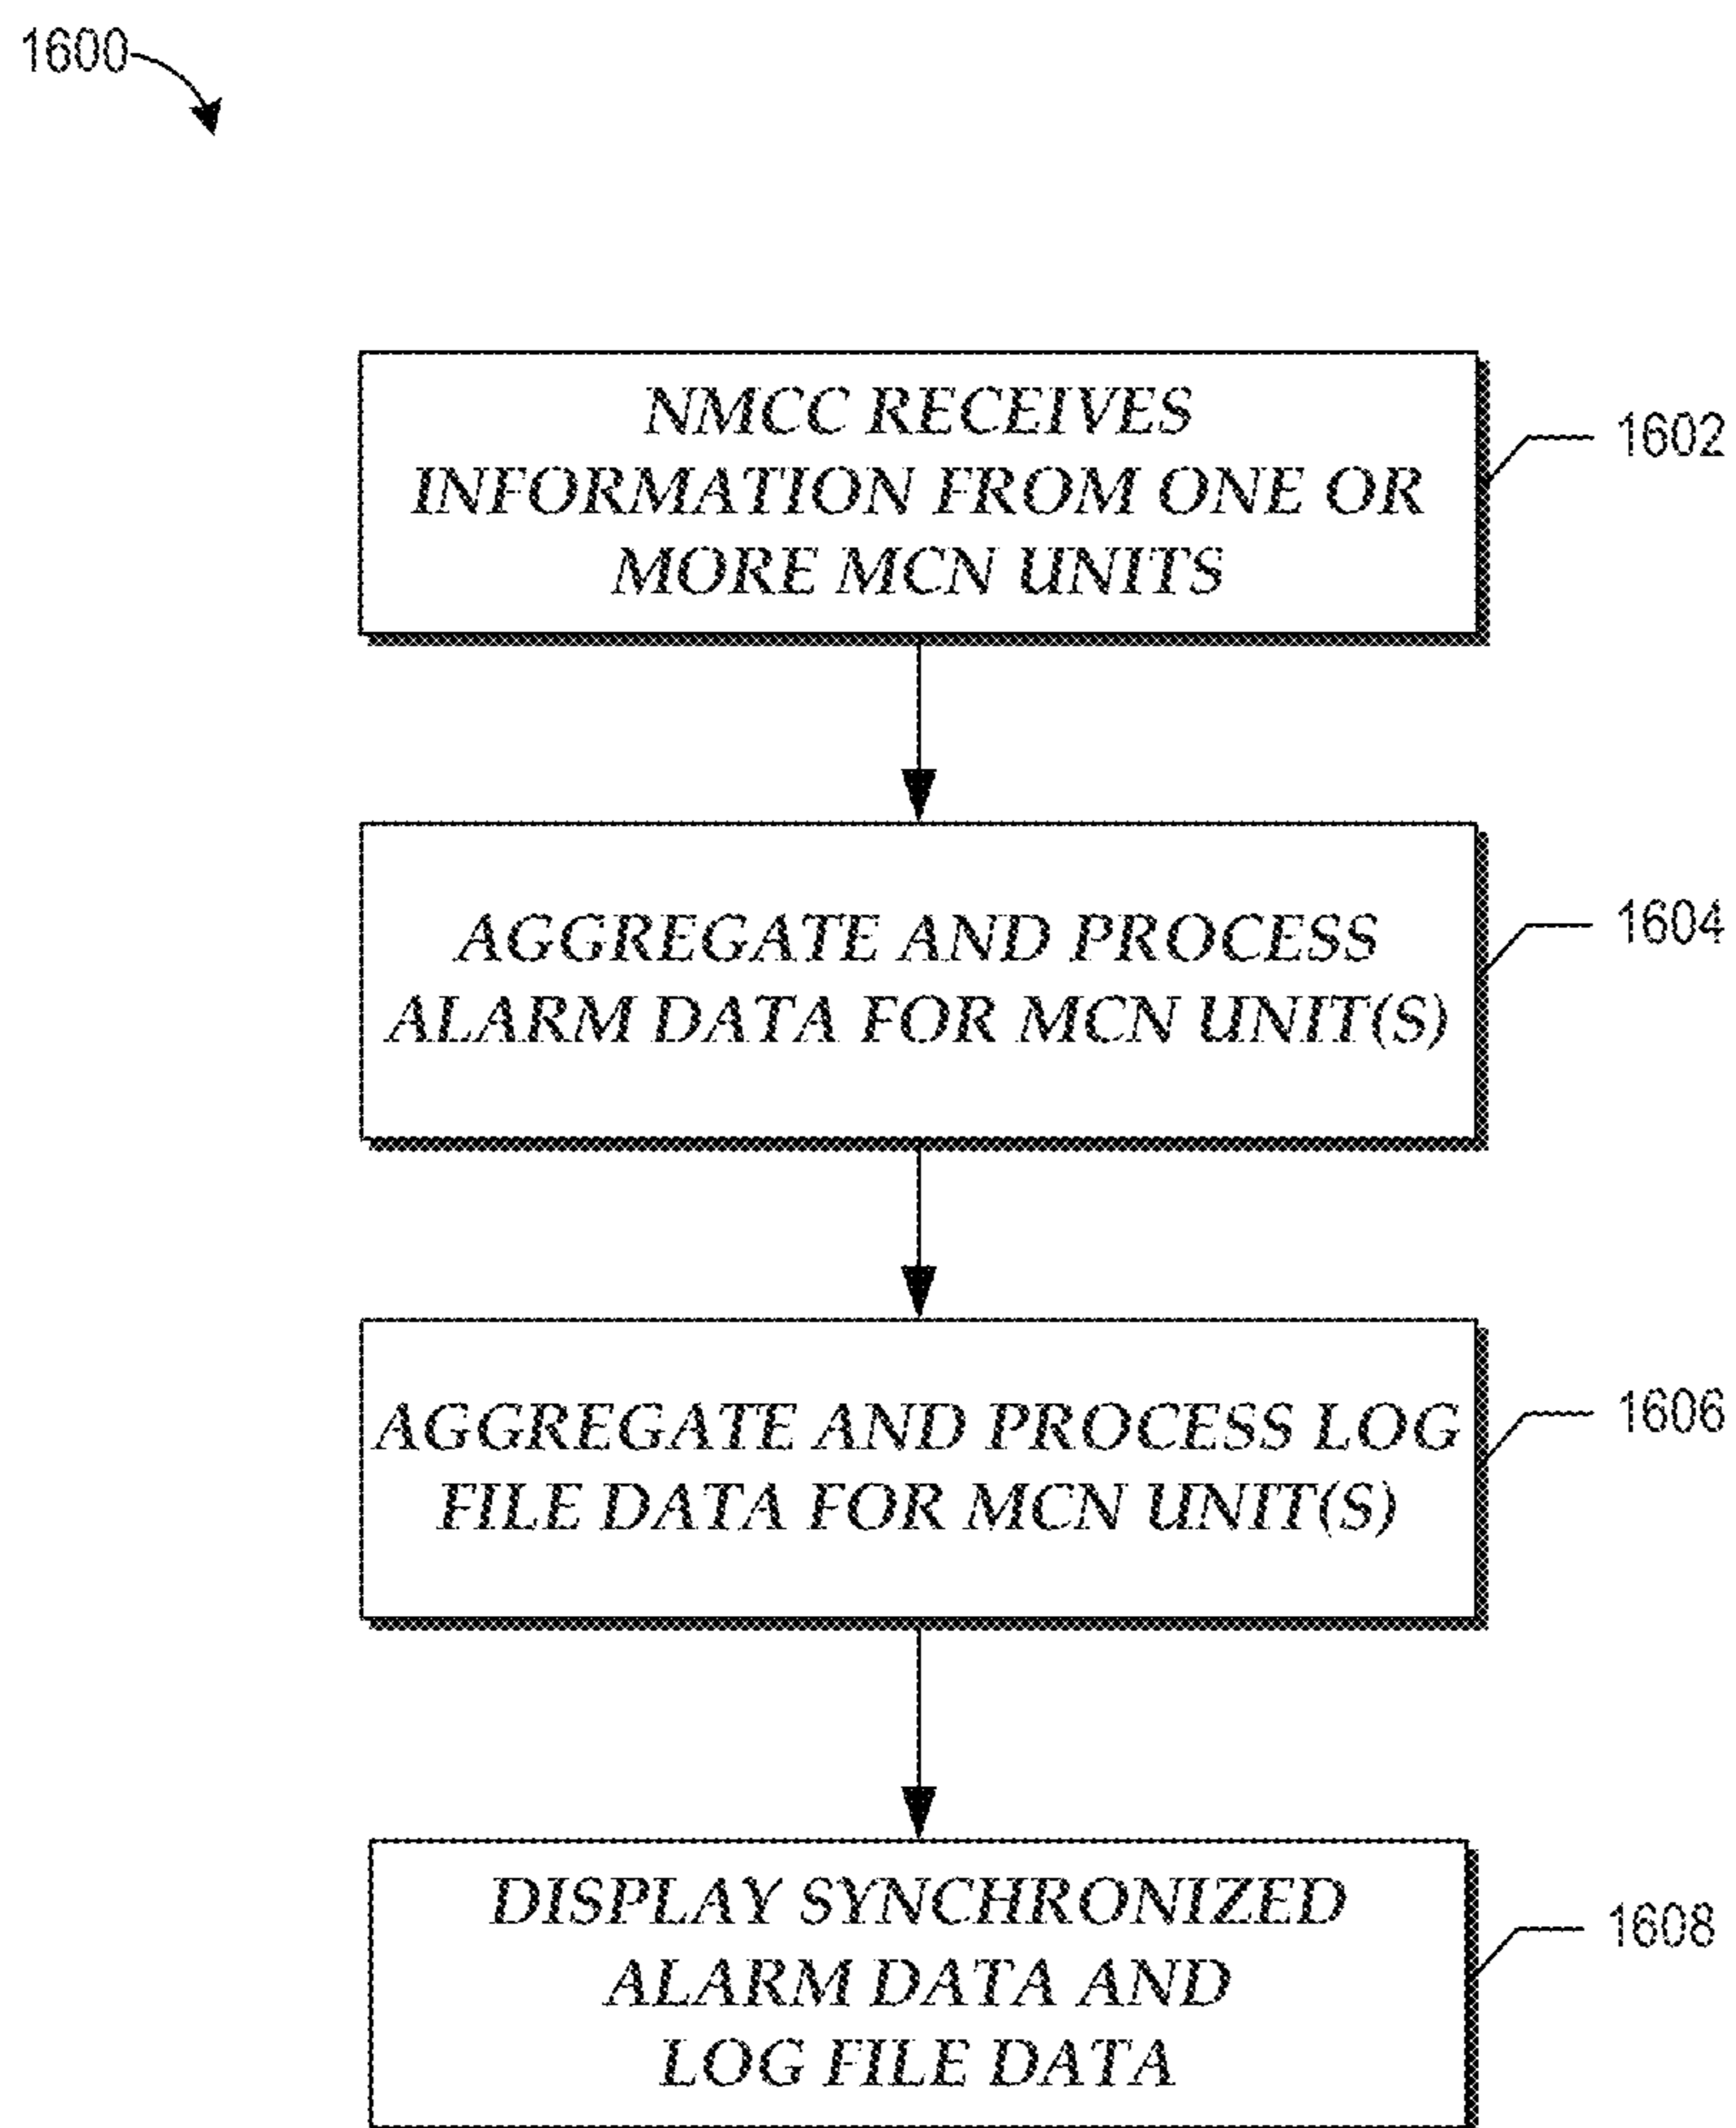 1600
NMCC RECEIVES
INFORMATION FROM ONE OR
MORE MCN UNITS
1602
AGGREGATE AND PROCESS
ALARM DATA FOR MCN UNIT(S)
1604
AGGREGATE AND PROCESS LOG
FILE DATA FOR MCN UNIT(S)
1606
DISPLAY SYNCHRONIZED
ALARM DATA AND
LOG FILE DATA
1608